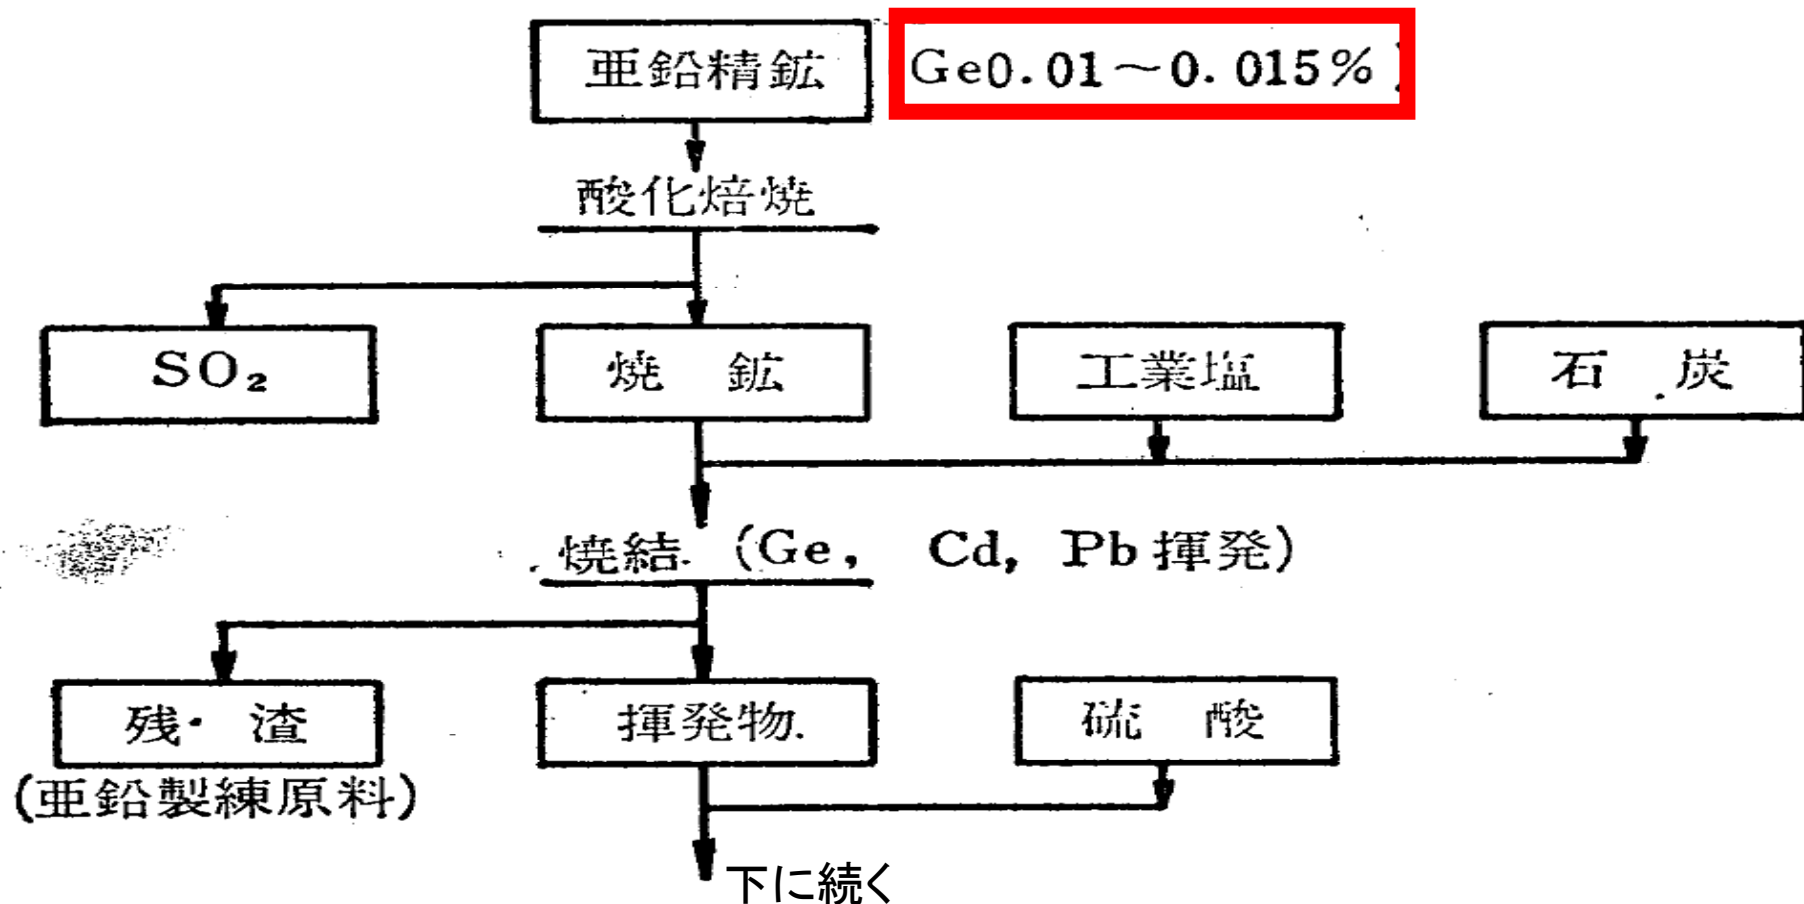 亜鉛精鉱 Ge0.01～0.015%
酸化焙焼
SO₂ 焼 鉱 工業塩 石 炭
焼結 (Ge, Cd, Pb揮発)
残 渣 揮発物 硫 酸
(亜鉛製練原料)
下に続く